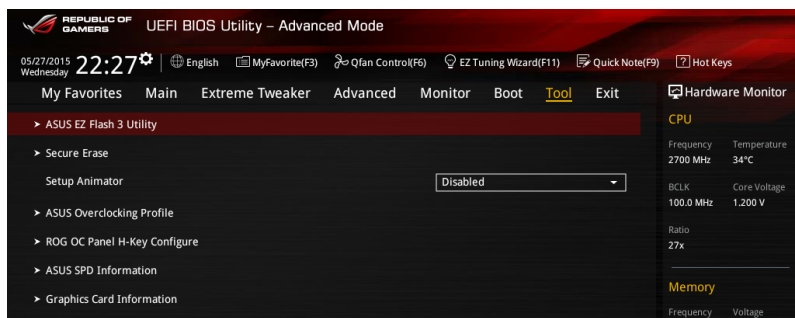 REPUBLIC OF
GAMERS
UEFI BIOS Utility – Advanced Mode
05/27/2015
Wednesday
22:27
English
MyFavorite(F3)
Qfan Control(F6)
EZ Tuning Wizard(F11)
Quick Note(F9)
? Hot Keys
My Favorites
Main
Extreme Tweaker
Advanced
Monitor
Boot
Tool
Exit
Hardware Monitor
> ASUS EZ Flash 3 Utility
> Secure Erase
Setup Animator
Disabled
> ASUS Overclocking Profile
> ROG OC Panel H-Key Configure
> ASUS SPD Information
> Graphics Card Information
CPU
Frequency Temperature
2700 MHz 34°C
BCLK Core Voltage
100.0 MHz 1.200 V
Ratio
27x
Memory
Frequency Voltage